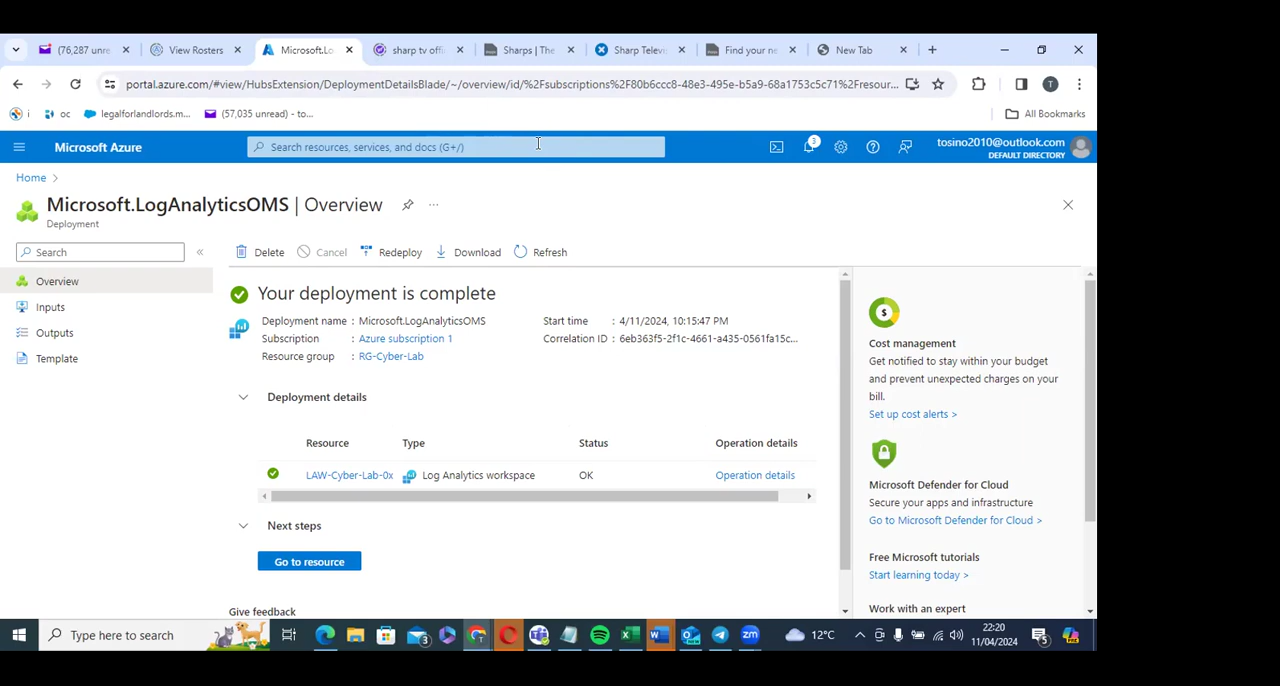 (76,287 unre
View Rosters
Microsoft.Lo
sharp tv offi
Sharps | The
Sharp Televi
Find your ne
New Tab
portal.azure.com/#view/HubsExtension/DeploymentDetailsBlade/~/overview/id/%2Fsubscriptions%2F80b6ccc8-48e3-495e-b5a9-68a1753c5c71%2Fresour...
T
i
oc
legalforlandlords.m...
(57,035 unread) - to...
All Bookmarks
Microsoft Azure
Search resources, services, and docs (G+/)
3
tosino2010@outlook.com
DEFAULT DIRECTORY
Home >
Microsoft.LogAnalyticsOMS | Overview
Deployment
Search
Delete
Cancel
Redeploy
Download
Refresh
Overview
Inputs
Outputs
Template
Your deployment is complete
Deployment name : Microsoft.LogAnalyticsOMS
Subscription : Azure subscription 1
Resource group : RG-Cyber-Lab
Start time : 4/11/2024, 10:15:47 PM
Correlation ID : 6eb363f5-2f1c-4661-a435-0561fa15c...
Deployment details
Resource Type Status Operation details
LAW-Cyber-Lab-0x Log Analytics workspace OK Operation details
Next steps
Go to resource
Give feedback
Cost management
Get notified to stay within your budget
and prevent unexpected charges on your
bill.
Set up cost alerts >
Microsoft Defender for Cloud
Secure your apps and infrastructure
Go to Microsoft Defender for Cloud >
Free Microsoft tutorials
Start learning today >
Work with an expert
Type here to search
3
zm
12°C
22:20
11/04/2024
5